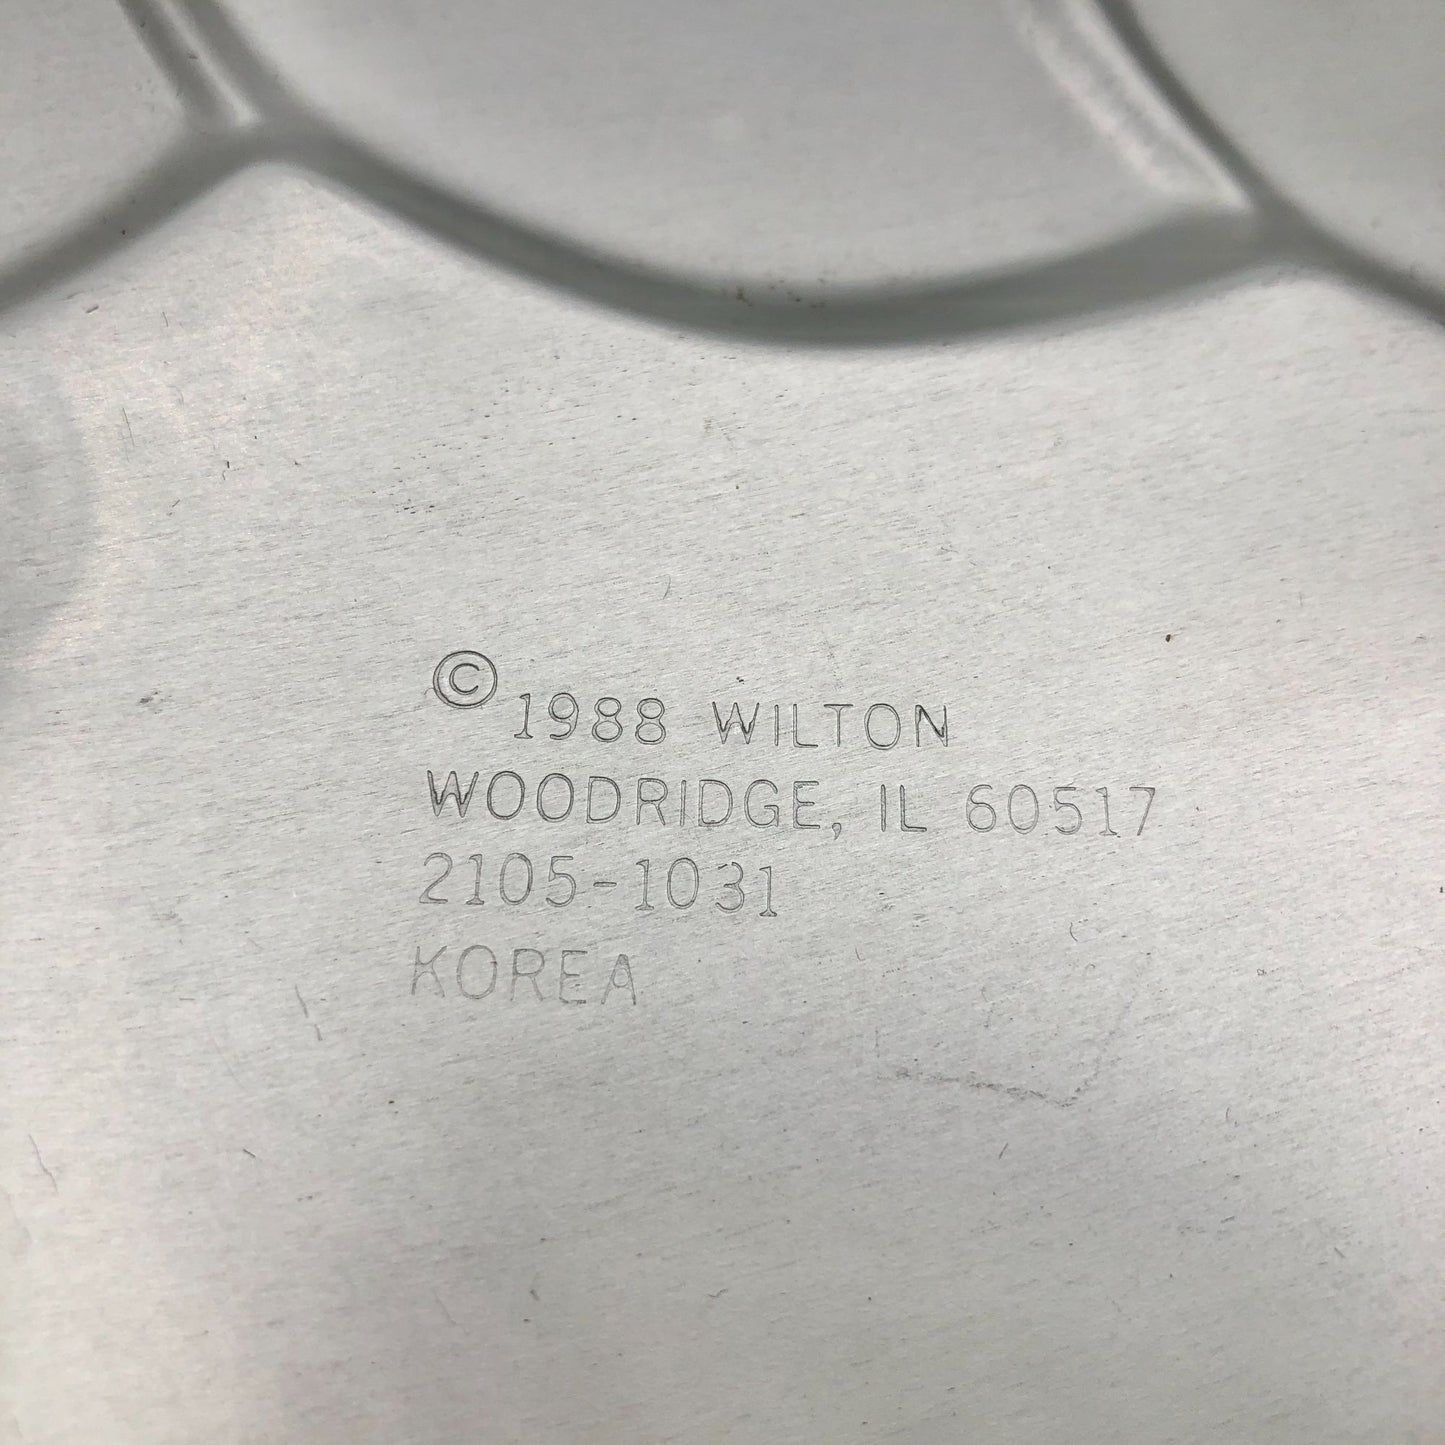 © 1988 WILTON
WOODRIDGE, IL 60517
2105-1031
KOREA